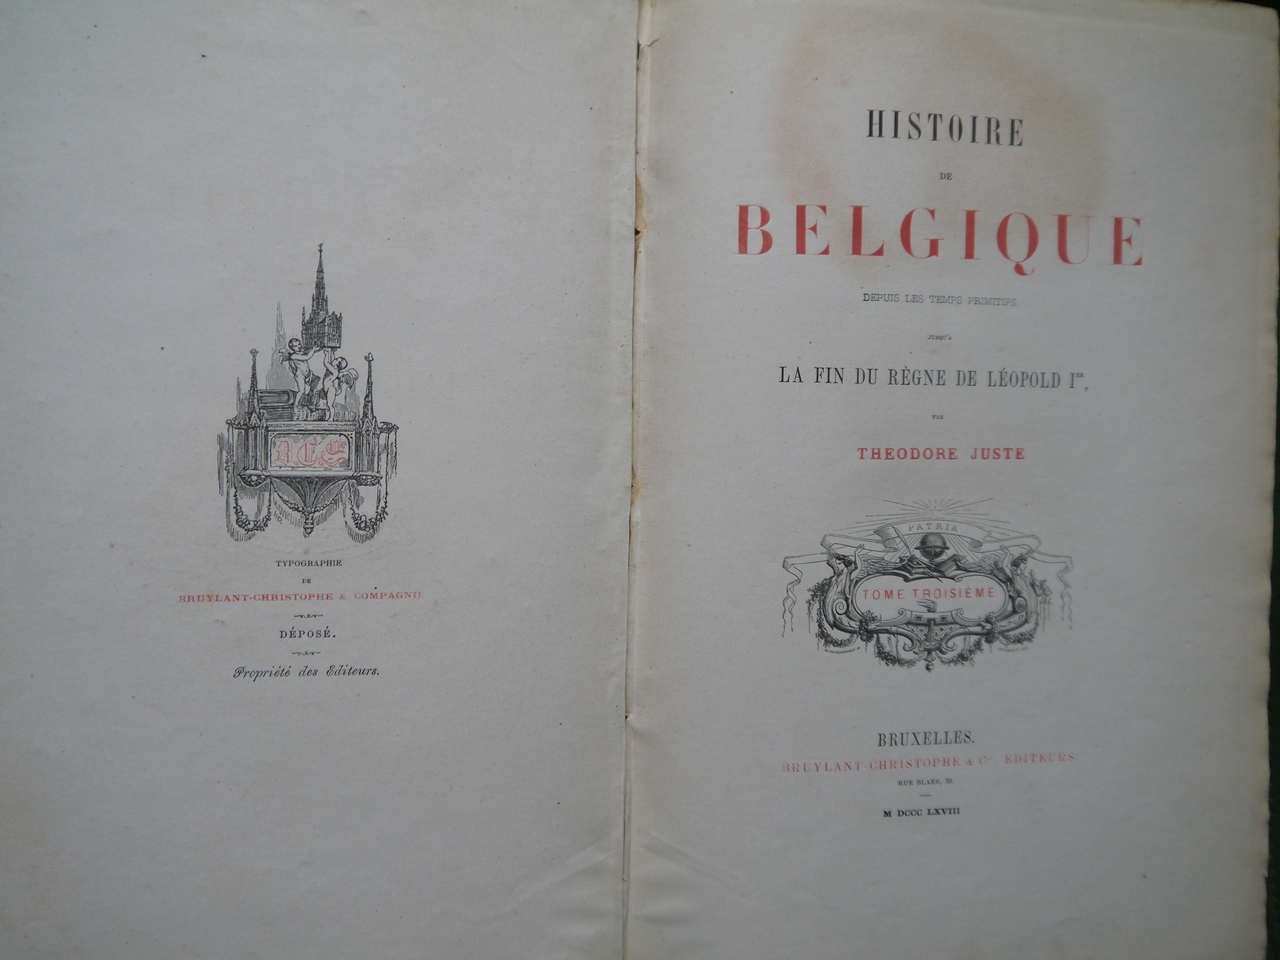 B.C.&C.
TYPOGRAPHIE
DE
BRUYLANT-CHRISTOPHE & COMPAGNIE
DÉPOSÉ.
Propriété des Editeurs.
HISTOIRE
DE
BELGIQUE
DEPUIS LES TEMPS PRIMITIFS
JUSQU'A
LA FIN DU RÈGNE DE LÉOPOLD Iᵉʳ,
PAR
THEODORE JUSTE
PATRIA
TOME TROISIÈME
BRUXELLES.
BRUYLANT-CHRISTOPHE & Cⁱᵉ, EDITEURS.
RUE BLAES, 33.
M DCCC LXVIII